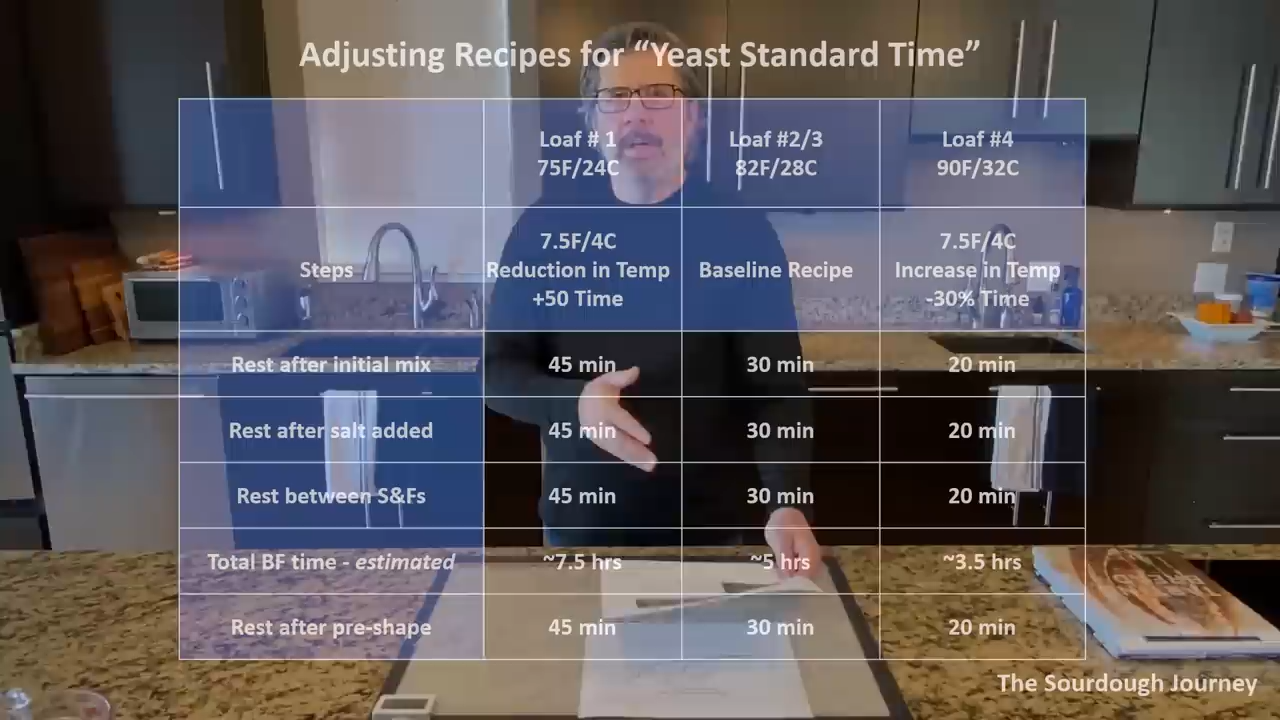 Adjusting Recipes for “Yeast Standard Time”
Loaf # 1
75F/24C
Loaf #2/3
82F/28C
Loaf #4
90F/32C
Steps
7.5F/4C
Reduction in Temp
+50 Time
Baseline Recipe
7.5F/4C
Increase in Temp
-30% Time
Rest after initial mix
45 min
30 min
20 min
Rest after salt added
45 min
30 min
20 min
Rest between S&Fs
45 min
30 min
20 min
Total BF time - estimated
~7.5 hrs
~5 hrs
~3.5 hrs
Rest after pre-shape
45 min
30 min
20 min
The Sourdough Journey